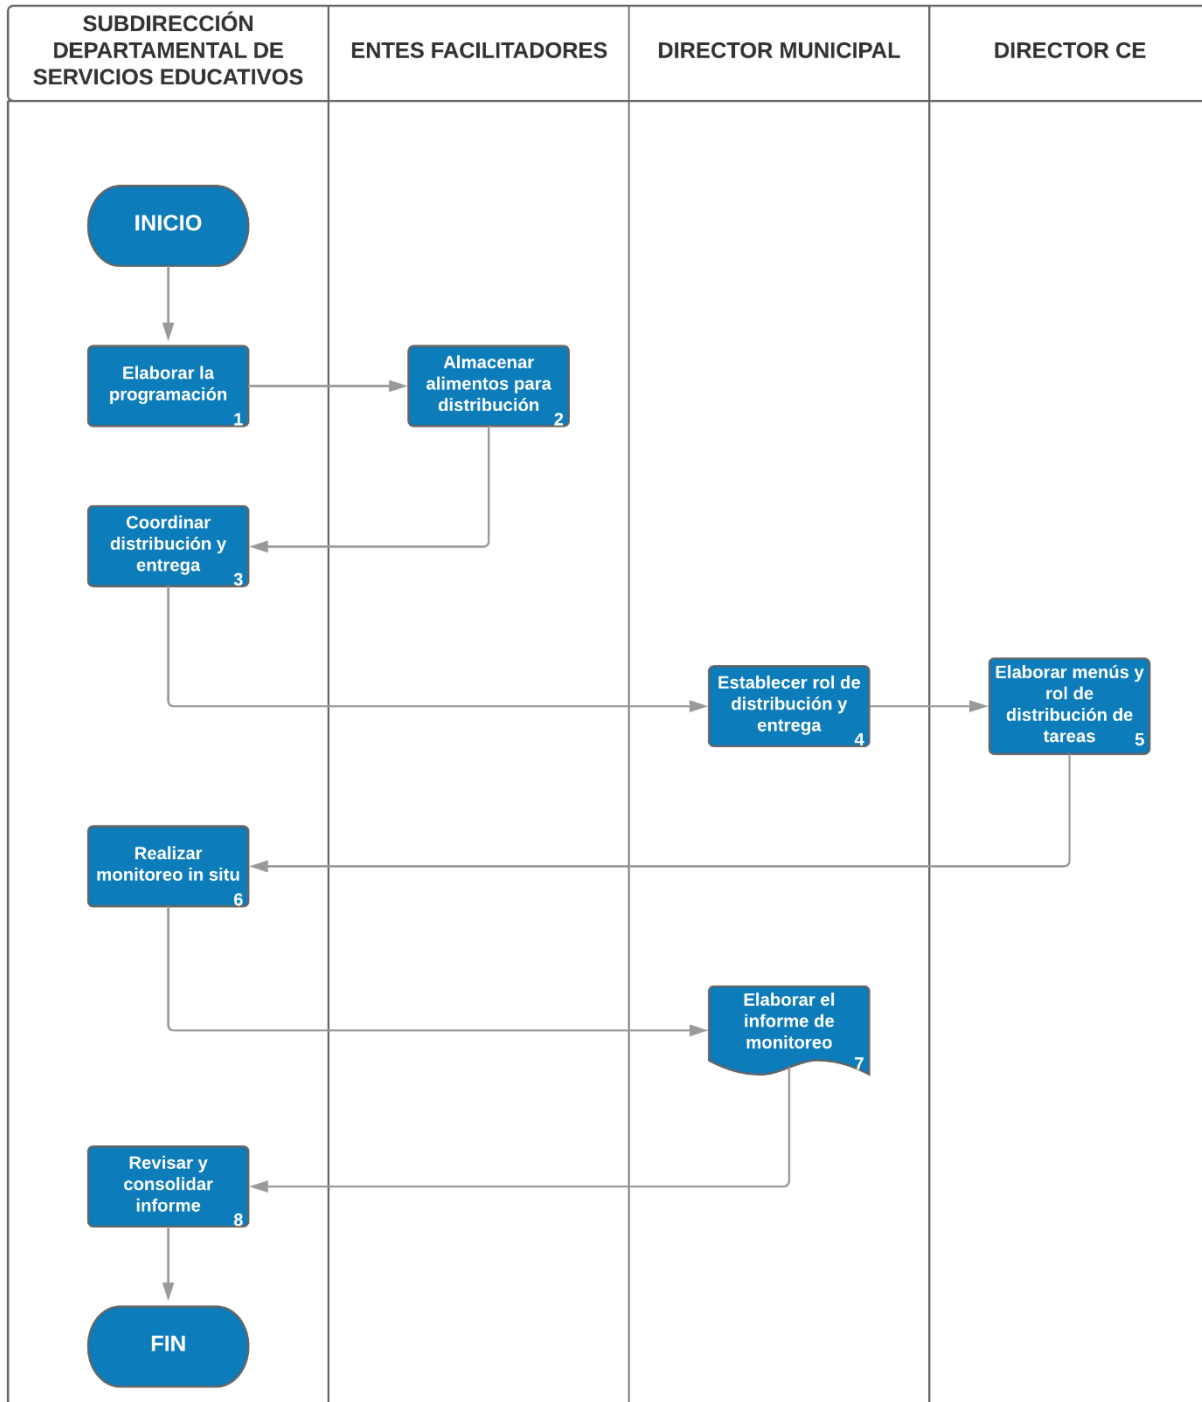 SUBDIRECCIÓN
DEPARTAMENTAL DE
SERVICIOS EDUCATIVOS
ENTES FACILITADORES
DIRECTOR MUNICIPAL
DIRECTOR CE
INICIO
Elaborar la
programación
1
Almacenar
alimentos para
distribución
2
Coordinar
distribución y
entrega
3
Establecer rol de
distribución y
entrega
4
Elaborar menús y
rol de
distribución de
tareas
5
Realizar
monitoreo in situ
6
Elaborar el
informe de
monitoreo
7
Revisar y
consolidar
informe
8
FIN